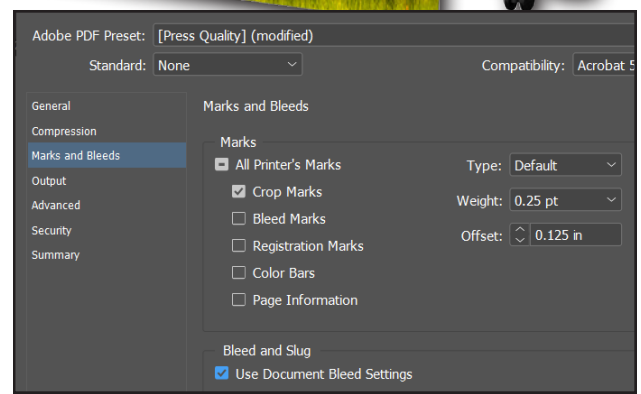 Adobe PDF Preset: [Press Quality] (modified)
Standard: None Compatibility: Acrobat 5
General
Compression
Marks and Bleeds
Output
Advanced
Security
Summary
Marks and Bleeds
Marks
All Printer's Marks
Crop Marks
Bleed Marks
Registration Marks
Color Bars
Page Information
Type: Default
Weight: 0.25 pt
Offset: 0.125 in
Bleed and Slug
Use Document Bleed Settings